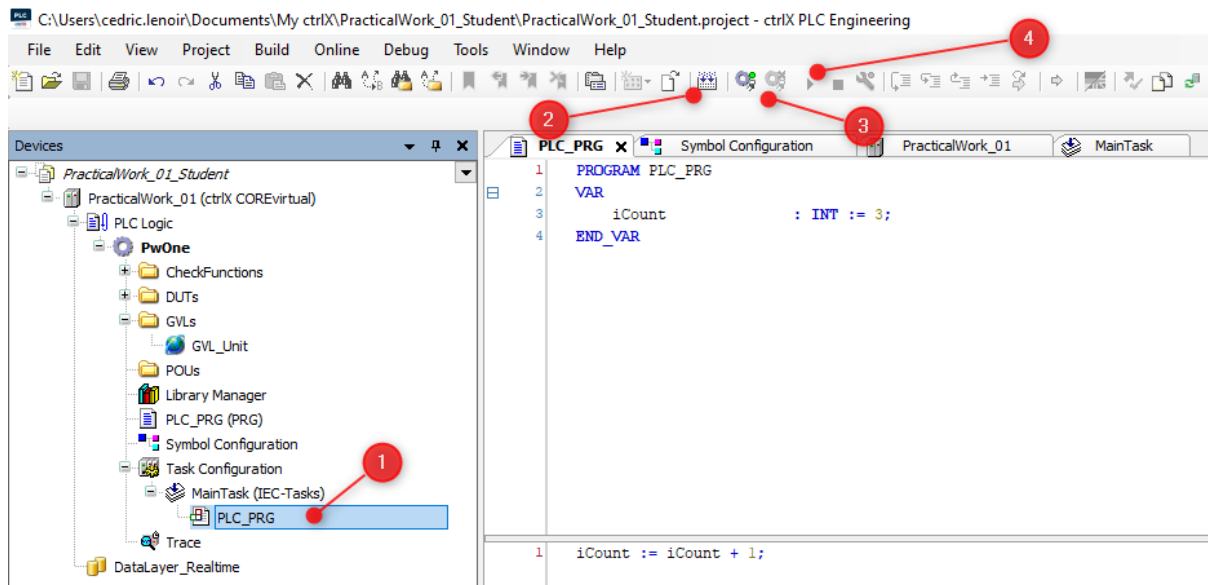 C:\Users\cedric.lenoir\Documents\My ctrlX\PracticalWork_01_Student\PracticalWork_01_Student.project - ctrlX PLC Engineering
File Edit View Project Build Online Debug Tools Window Help
4
2
3
Devices
PLC_PRG Symbol Configuration PracticalWork_01 MainTask
PracticalWork_01_Student
PracticalWork_01 (ctrlX COREvirtual)
PLC Logic
PwOne
CheckFunctions
DUTs
GVLs
GVL_Unit
POUs
Library Manager
PLC_PRG (PRG)
Symbol Configuration
Task Configuration
1
MainTask (IEC-Tasks)
PLC_PRG
Trace
DataLayer_Realtime
1 PROGRAM PLC_PRG
2 VAR
3 iCount : INT := 3;
4 END_VAR
1 iCount := iCount + 1;